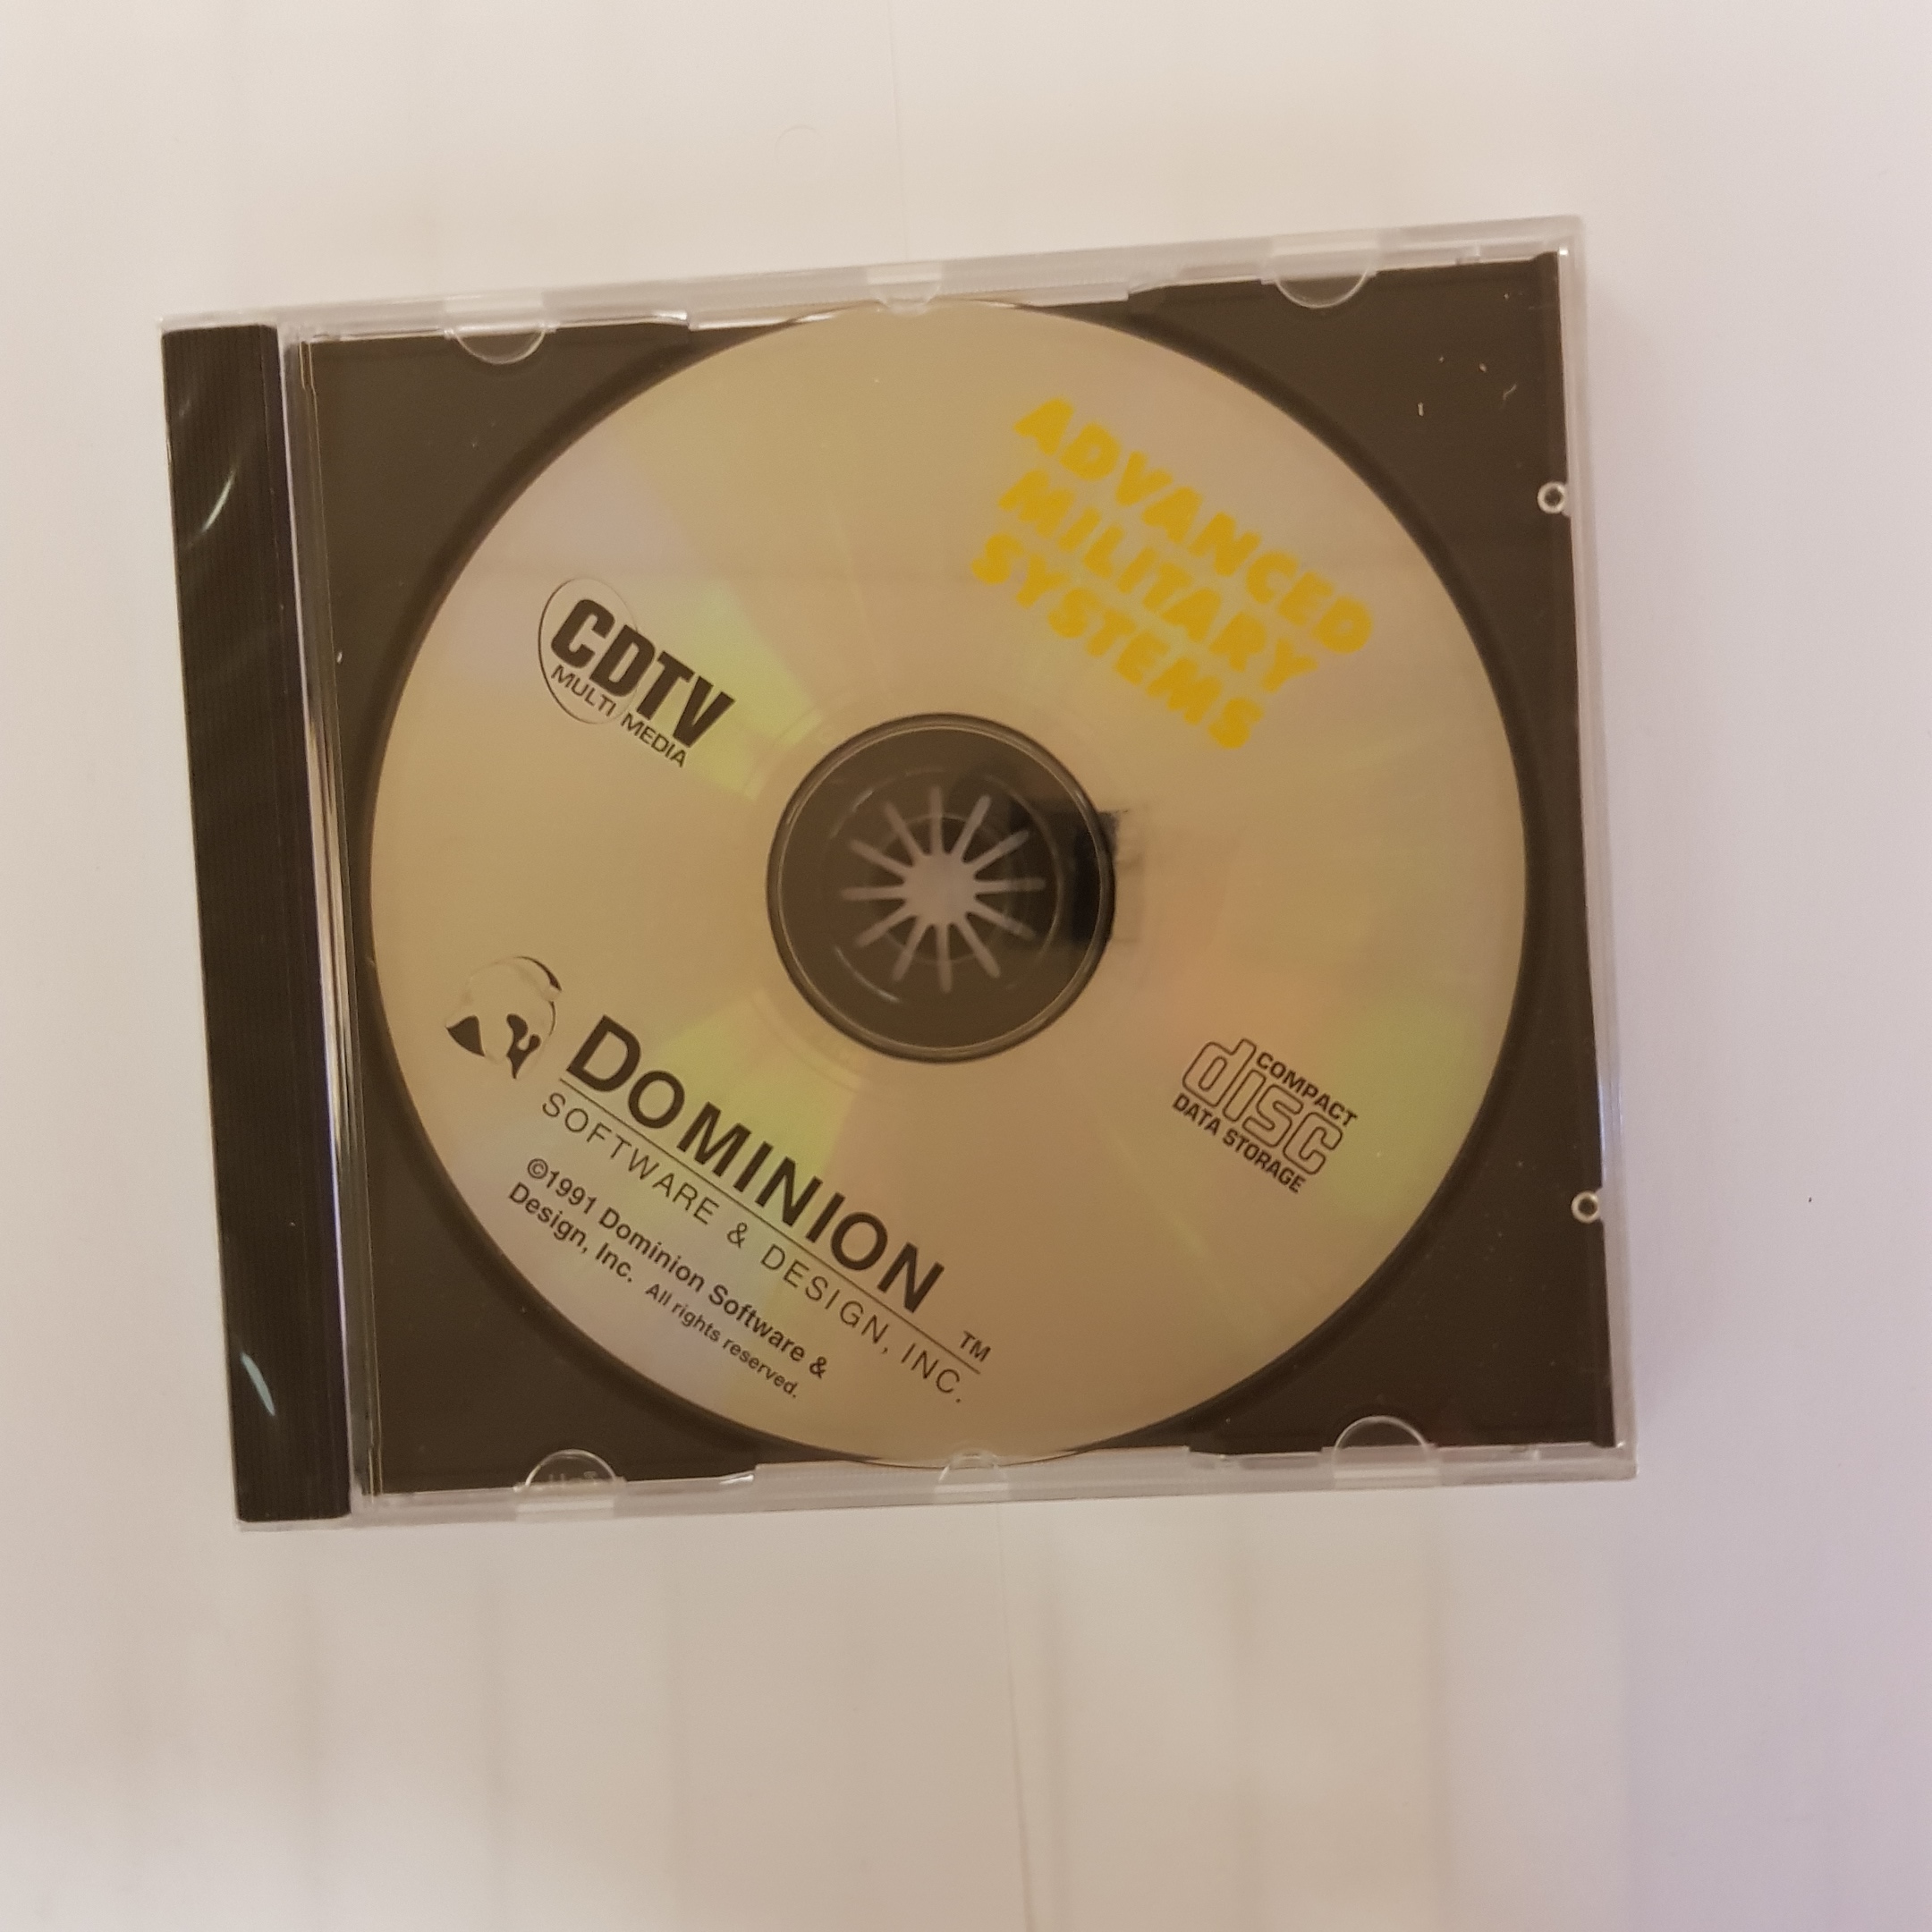 ADVANCED
MILITARY
SYSTEMS
CDTV
MULTI MEDIA
COMPACT
disc
DATA STORAGE
DOMINION
SOFTWARE & DESIGN, INC.
TM
©1991 Dominion Software &
Design, Inc. All rights reserved.